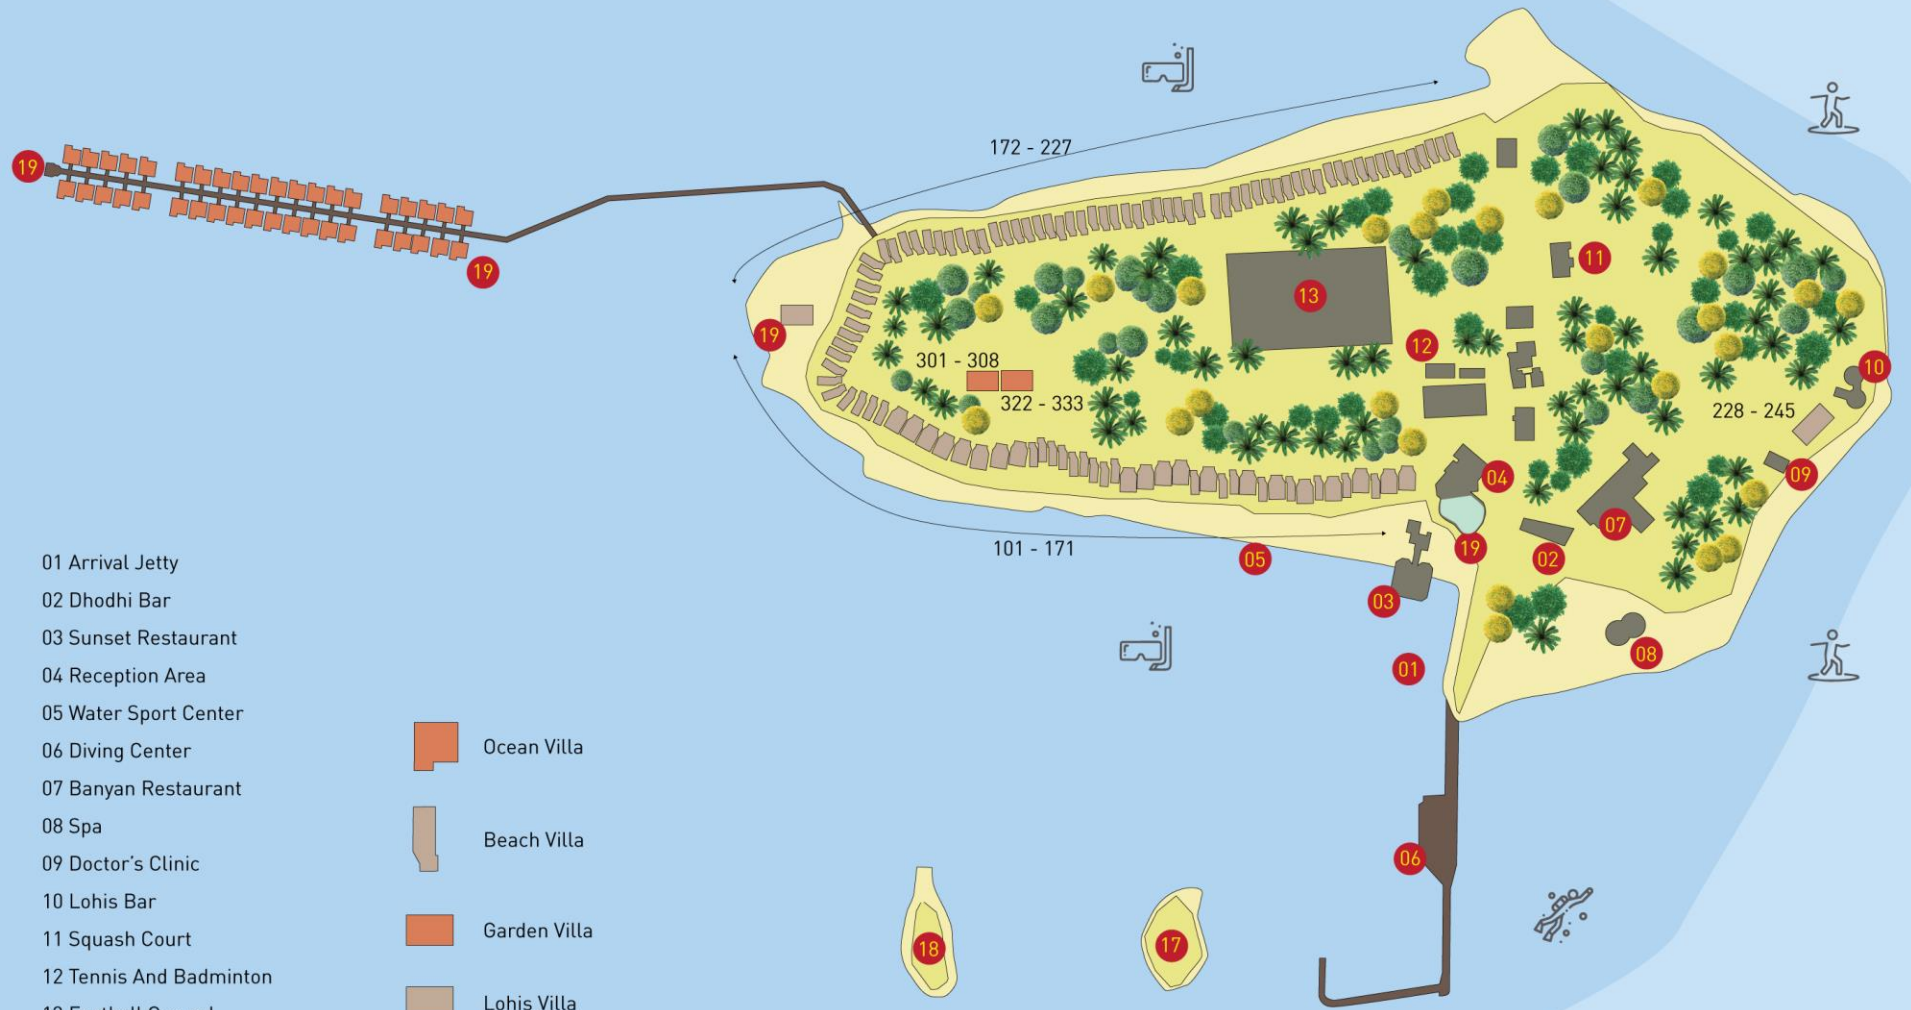 172 - 227
19
11
13
19
19
12
301 - 308
10
322 - 333
228 - 245
04
09
07
101 - 171
05
19
02
03
01
08
06
18
17
01 Arrival Jetty
02 Dhodhi Bar
03 Sunset Restaurant
04 Reception Area
05 Water Sport Center
06 Diving Center
07 Banyan Restaurant
08 Spa
09 Doctor's Clinic
10 Lohis Bar
11 Squash Court
12 Tennis And Badminton
Ocean Villa
Beach Villa
Garden Villa
Lohis Villa